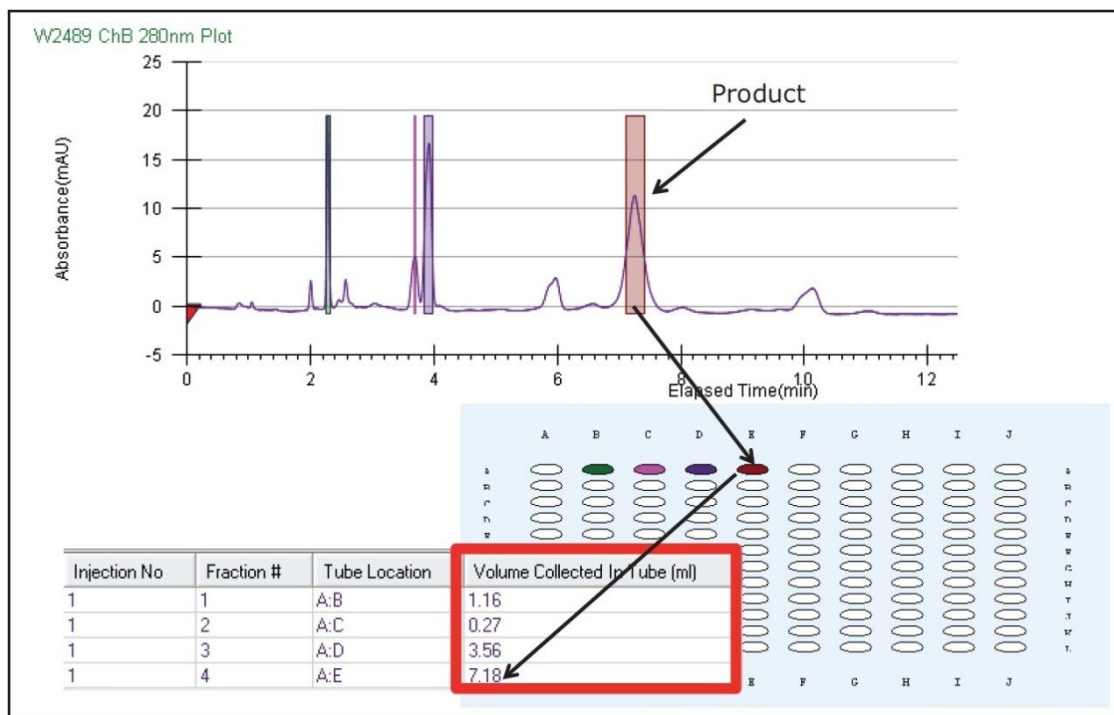 W2489 ChB 280nm Plot
25
20
15
10
5
0
-5
Absorbance(mAU)
Product
0 2 4 6 8 10 12
Elapsed Time(min)
A B C D E F G H I J
A A
B B
C C
D D
E E
F
G
H
I
J
K
L
E F G H I J
Injection No Fraction # Tube Location Volume Collected In Tube (ml)
1 1 A:B 1.16
1 2 A:C 0.27
1 3 A:D 3.56
1 4 A:E 7.18